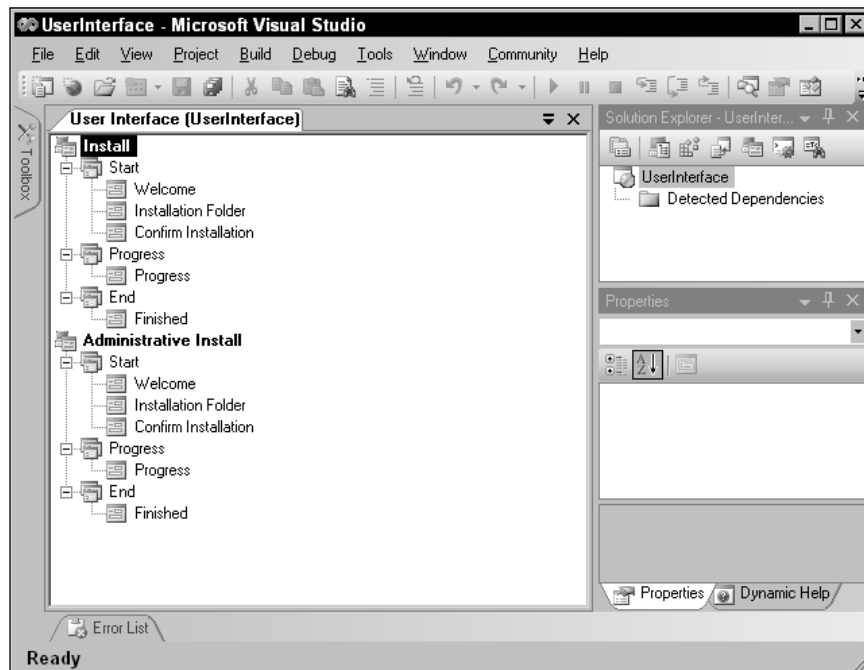 UserInterface - Microsoft Visual Studio
File Edit View Project Build Debug Tools Window Community Help
Toolbox
User Interface (UserInterface)
Install
Start
Welcome
Installation Folder
Confirm Installation
Progress
Progress
End
Finished
Administrative Install
Start
Welcome
Installation Folder
Confirm Installation
Progress
Progress
End
Finished
Solution Explorer - UserInter...
UserInterface
Detected Dependencies
Properties
Properties Dynamic Help
Error List
Ready